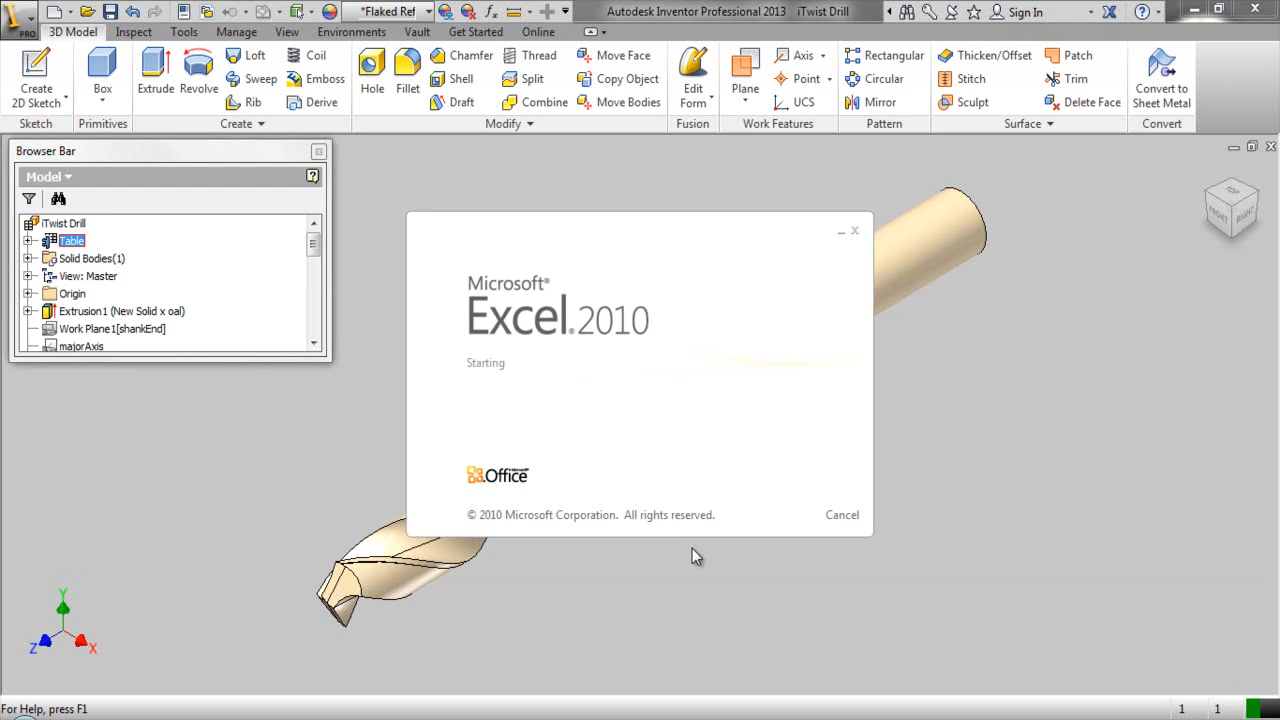 PRO
*Flaked Ref
Autodesk Inventor Professional 2013 iTwist Drill
Sign In
3D Model Inspect Tools Manage View Environments Vault Get Started Online
Create
2D Sketch
Sketch
Box
Primitives
Extrude Revolve
Loft Coil
Sweep Emboss
Rib Derive
Create
Hole Fillet
Chamfer Thread Move Face
Shell Split Copy Object
Draft Combine Move Bodies
Modify
Edit
Form
Fusion
Plane
Axis
Point
UCS
Work Features
Rectangular
Circular
Mirror
Pattern
Thicken/Offset Patch
Stitch Trim
Sculpt Delete Face
Surface
Convert to
Sheet Metal
Convert
Browser Bar
Model
iTwist Drill
Table
Solid Bodies(1)
View: Master
Origin
Extrusion1 (New Solid x oal)
Work Plane1[shankEnd]
majorAxis
Microsoft®
Excel® 2010
Starting
Microsoft®
Office
© 2010 Microsoft Corporation. All rights reserved.
Cancel
FRONT RIGHT
Y
Z X
For Help, press F1
1 1